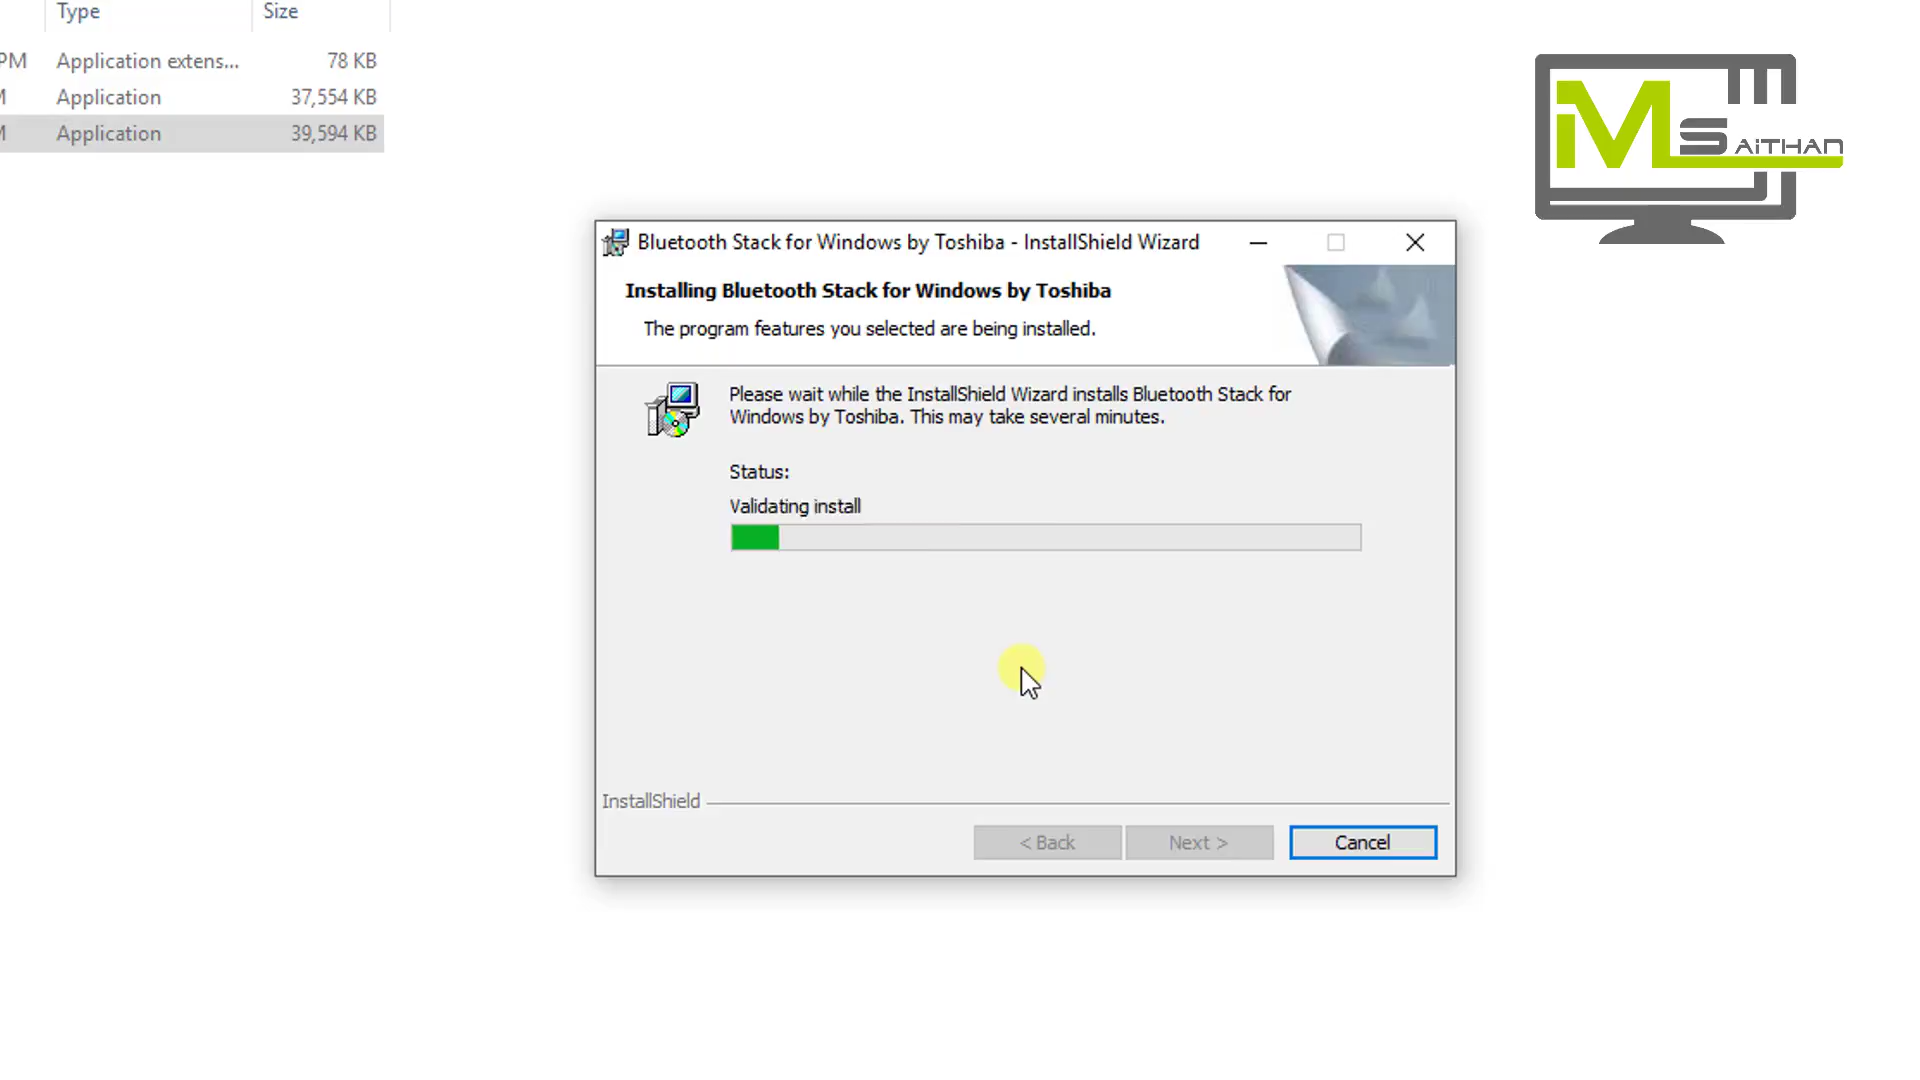 Type Size
PM Application extens... 78 KB
M Application 37,554 KB
M Application 39,594 KB
iMS AiTHAN
Bluetooth Stack for Windows by Toshiba - InstallShield Wizard
Installing Bluetooth Stack for Windows by Toshiba
The program features you selected are being installed.
Please wait while the InstallShield Wizard installs Bluetooth Stack for
Windows by Toshiba. This may take several minutes.
Status:
Validating install
InstallShield
< Back Next > Cancel